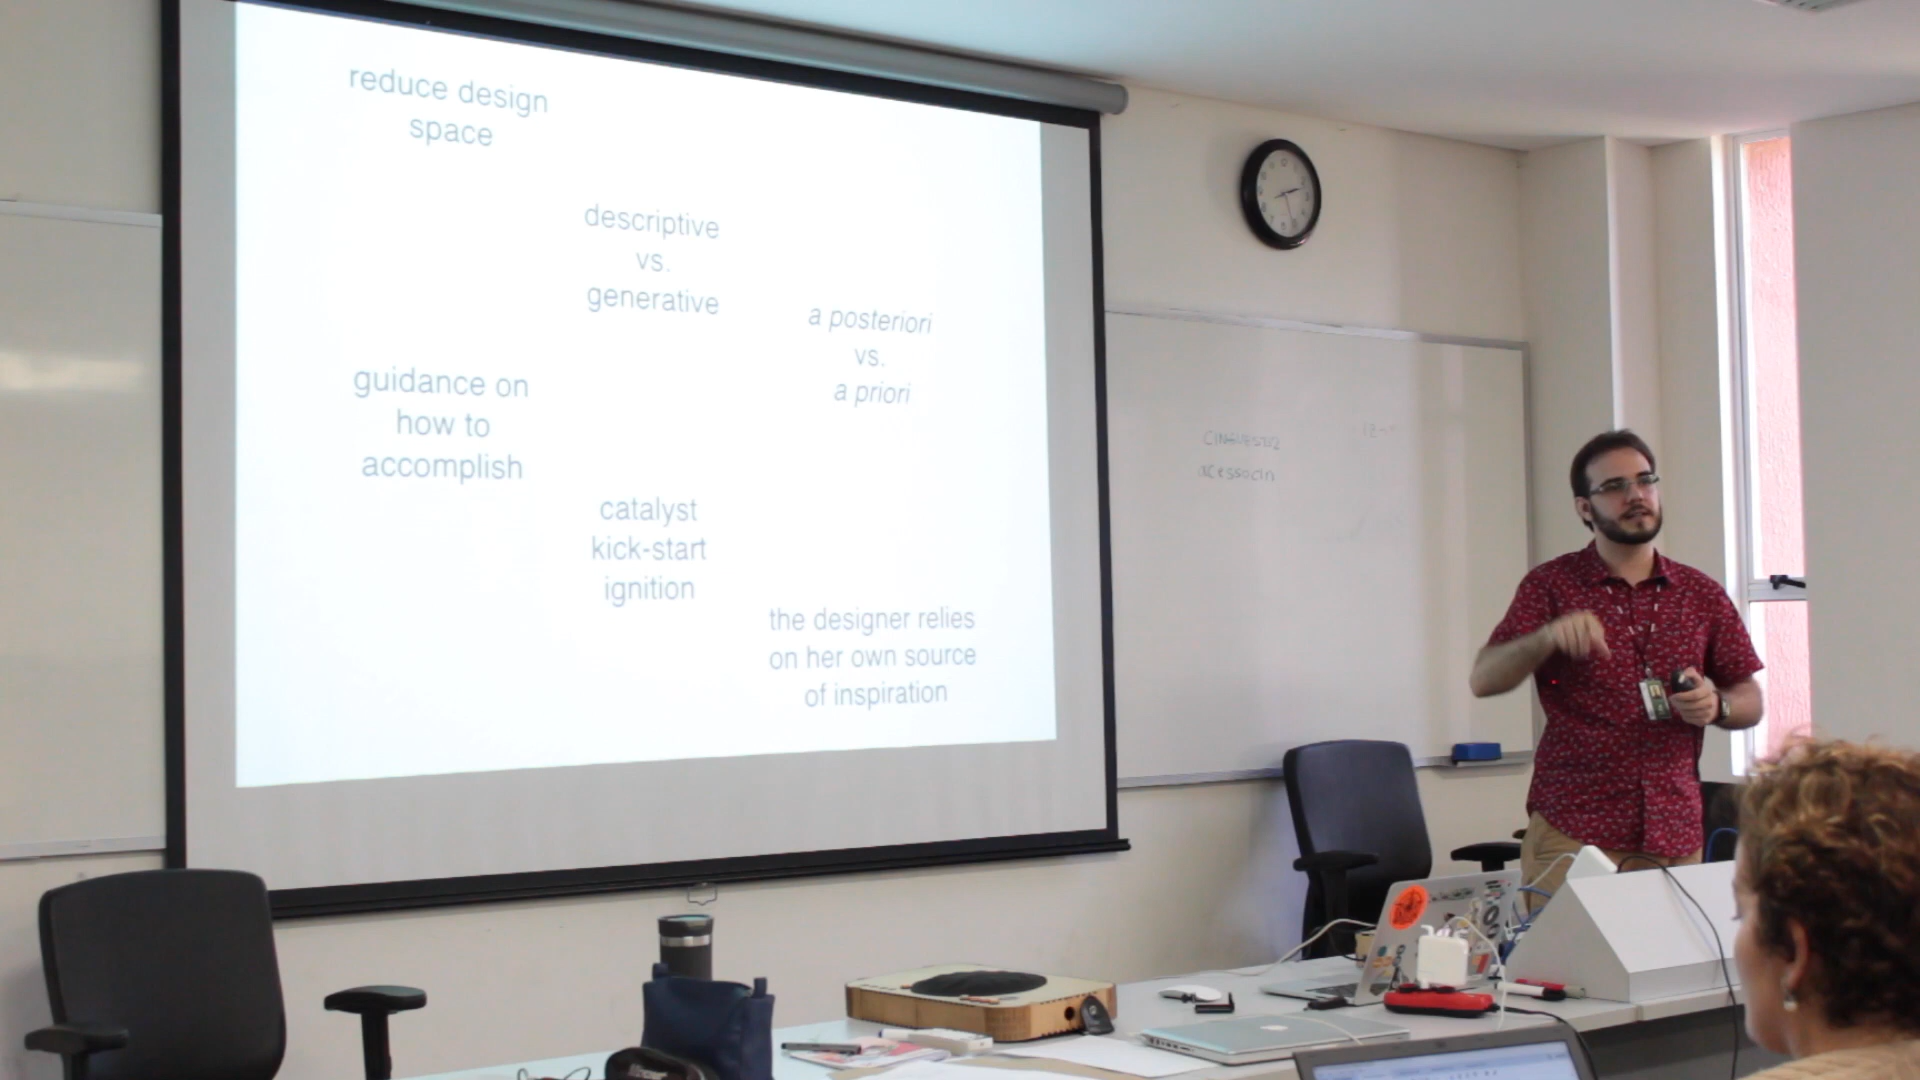 reduce design
space
descriptive
vs.
generative
a posteriori
vs.
a priori
guidance on
how to
accomplish
catalyst
kick-start
ignition
the designer relies
on her own source
of inspiration
acessocin